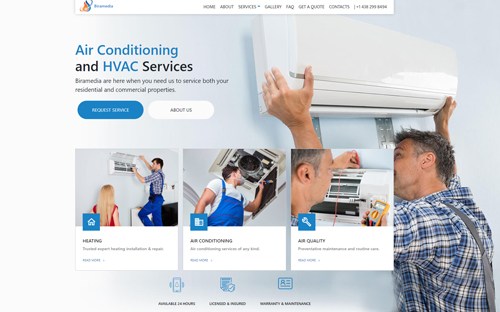 Biramedia
HOME ABOUT SERVICES GALLERY FAQ GET A QUOTE CONTACTS | +1 438 299 8494
Air Conditioning
and HVAC Services
Biramedia are here when you need us to service both your
residential and commercial properties.
REQUEST SERVICE ABOUT US
HEATING
Trusted expert heating installation & repair.
READ MORE
AIR CONDITIONING
Air conditioning services of any kind.
READ MORE
AIR QUALITY
Preventative maintenance and routine care.
READ MORE
AVAILABLE 24 HOURS LICENSED & INSURED WARRANTY & MAINTENANCE